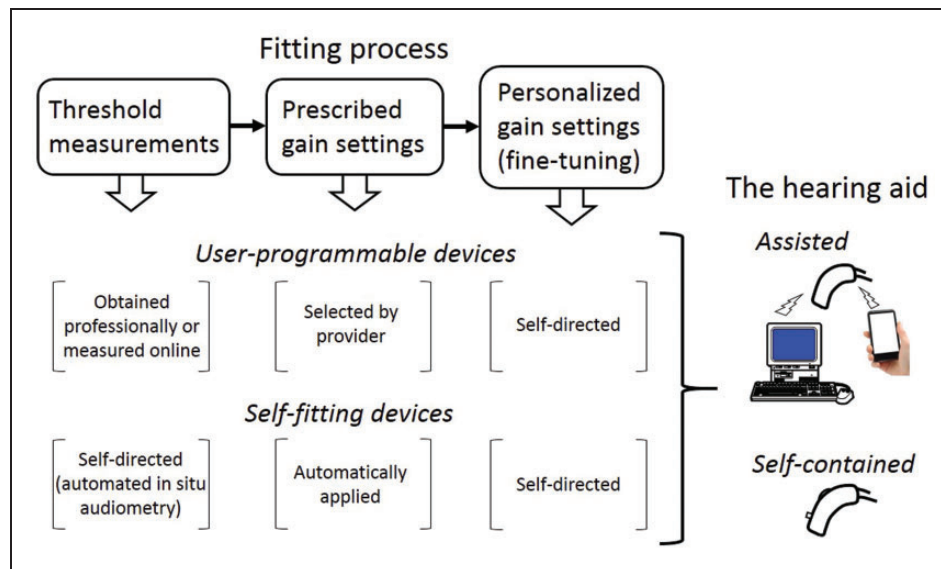 Fitting process
Threshold
measurements
Prescribed
gain settings
Personalized
gain settings
(fine-tuning)
User-programmable devices
Obtained
professionally or
measured online
Selected by
provider
Self-directed
Self-fitting devices
Self-directed
(automated in situ
audiometry)
Automatically
applied
Self-directed
The hearing aid
Assisted
Self-contained